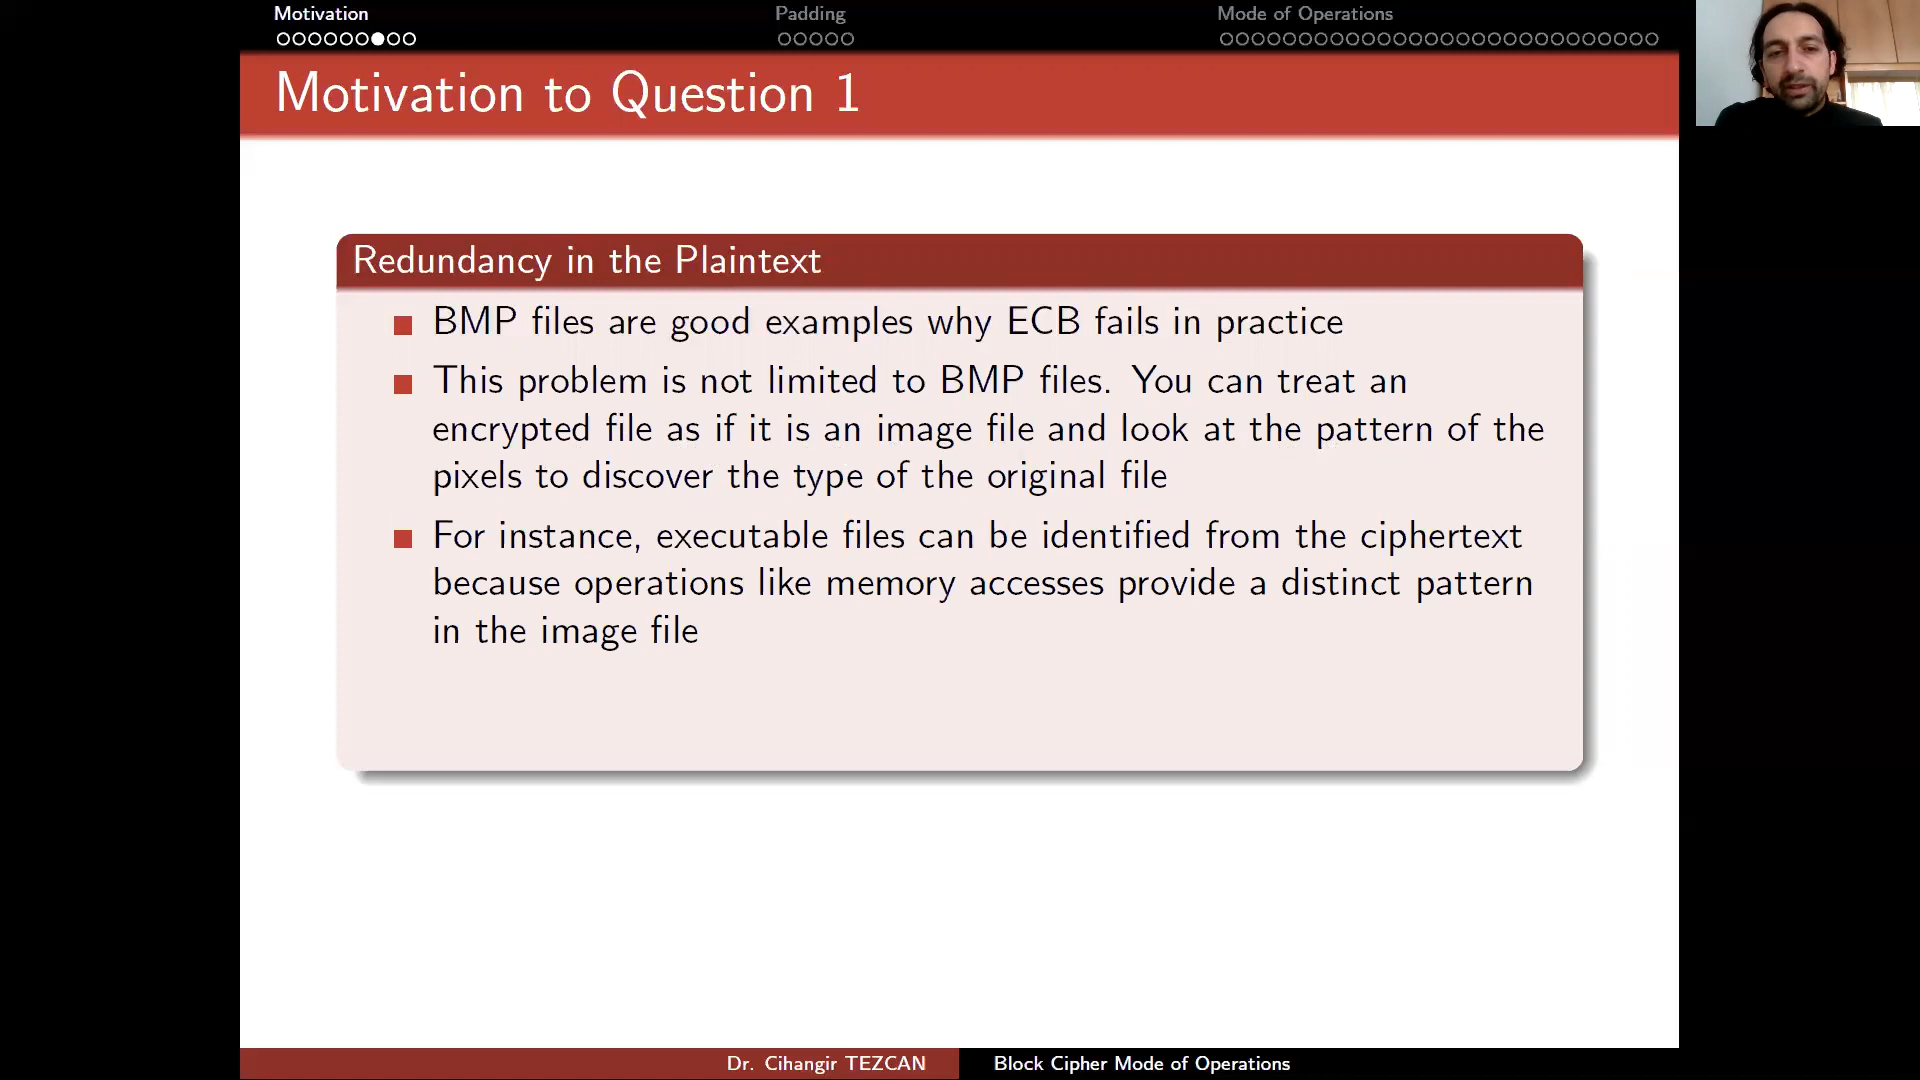 Motivation
Padding
Mode of Operations
Motivation to Question 1
Redundancy in the Plaintext
BMP files are good examples why ECB fails in practice
This problem is not limited to BMP files. You can treat an
encrypted file as if it is an image file and look at the pattern of the
pixels to discover the type of the original file
For instance, executable files can be identified from the ciphertext
because operations like memory accesses provide a distinct pattern
in the image file
Dr. Cihangir TEZCAN
Block Cipher Mode of Operations